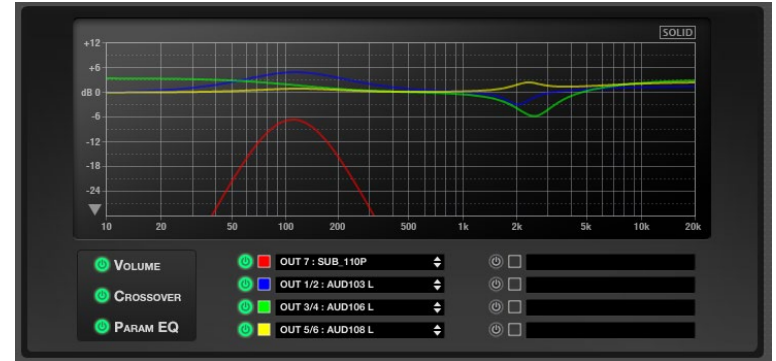 SOLID
+12
+6
dB 0
-6
-12
-18
-24
10 20 50 100 200 500 1k 2k 5k 10k 20k
VOLUME
CROSSOVER
PARAM EQ
OUT 7 : SUB_110P
OUT 1/2 : AUD103 L
OUT 3/4 : AUD106 L
OUT 5/6 : AUD108 L